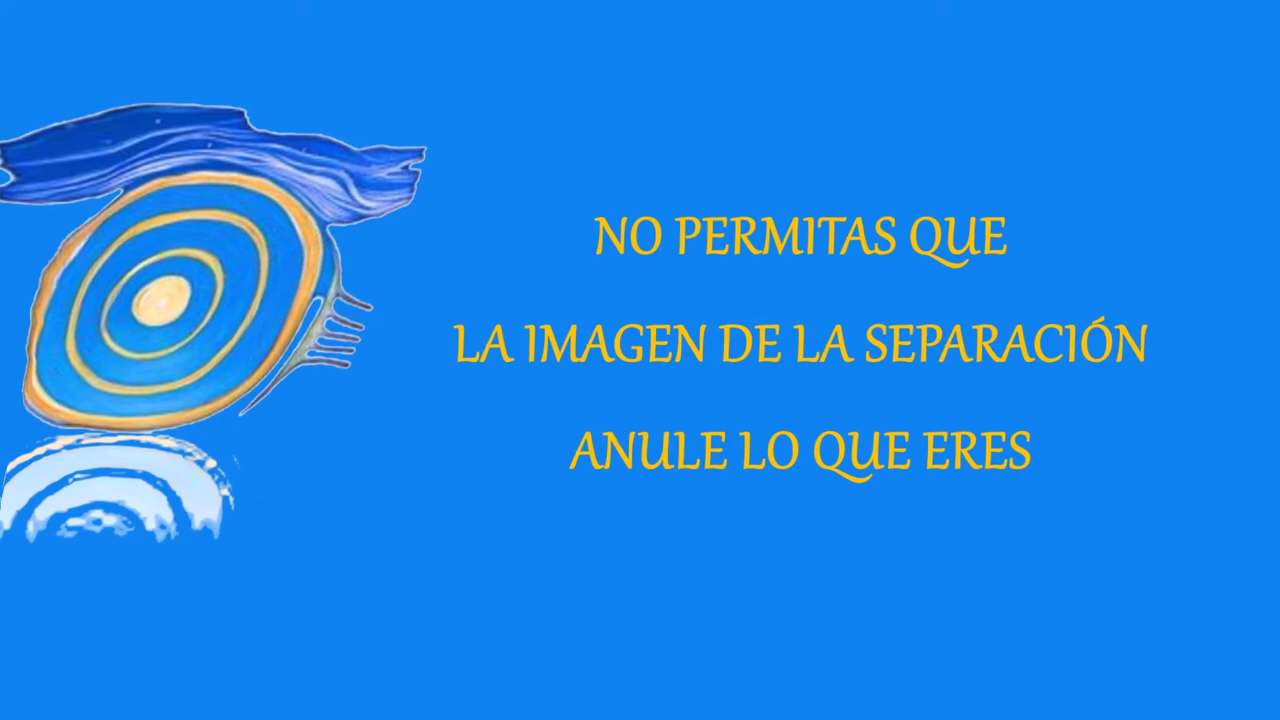 NO PERMITAS QUE
LA IMAGEN DE LA SEPARACIÓN
ANULE LO QUE ERES